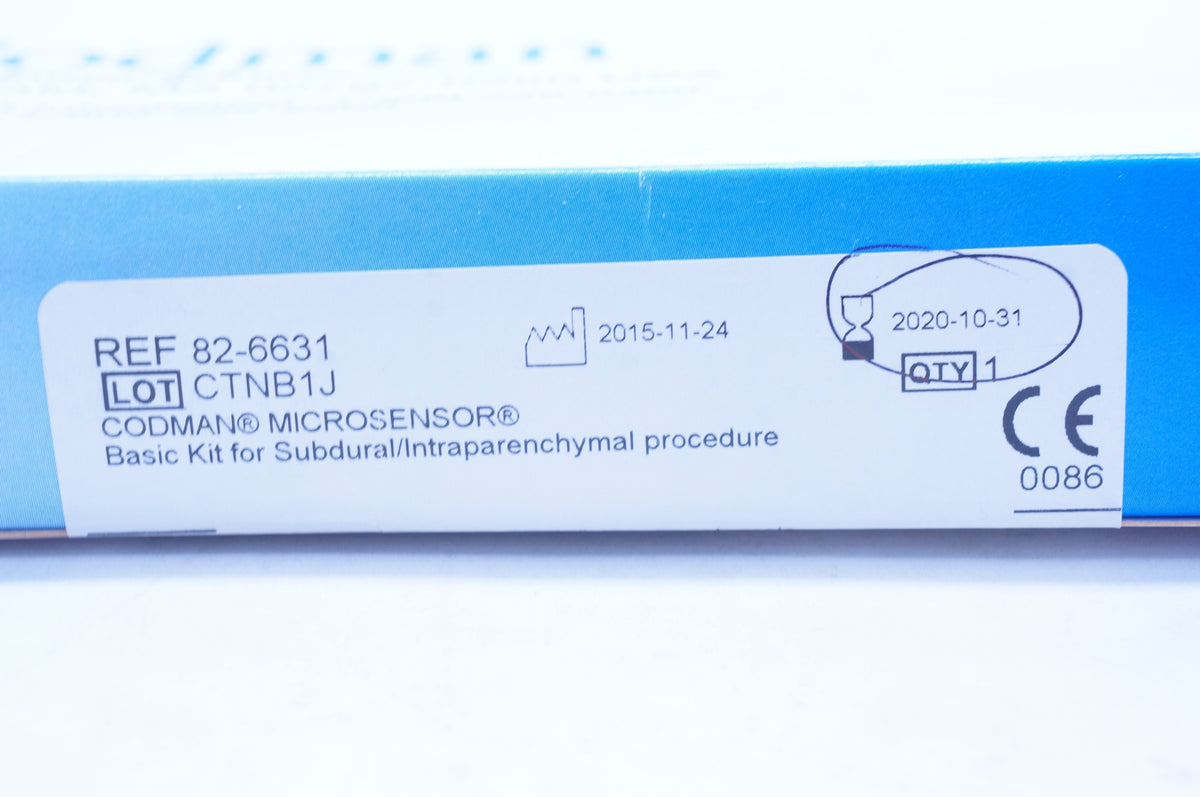 REF 82-6631
LOT CTNB1J
CODMAN® MICROSENSOR®
Basic Kit for Subdural/Intraparenchymal procedure
2015-11-24
2020-10-31
QTY 1
CE
0086